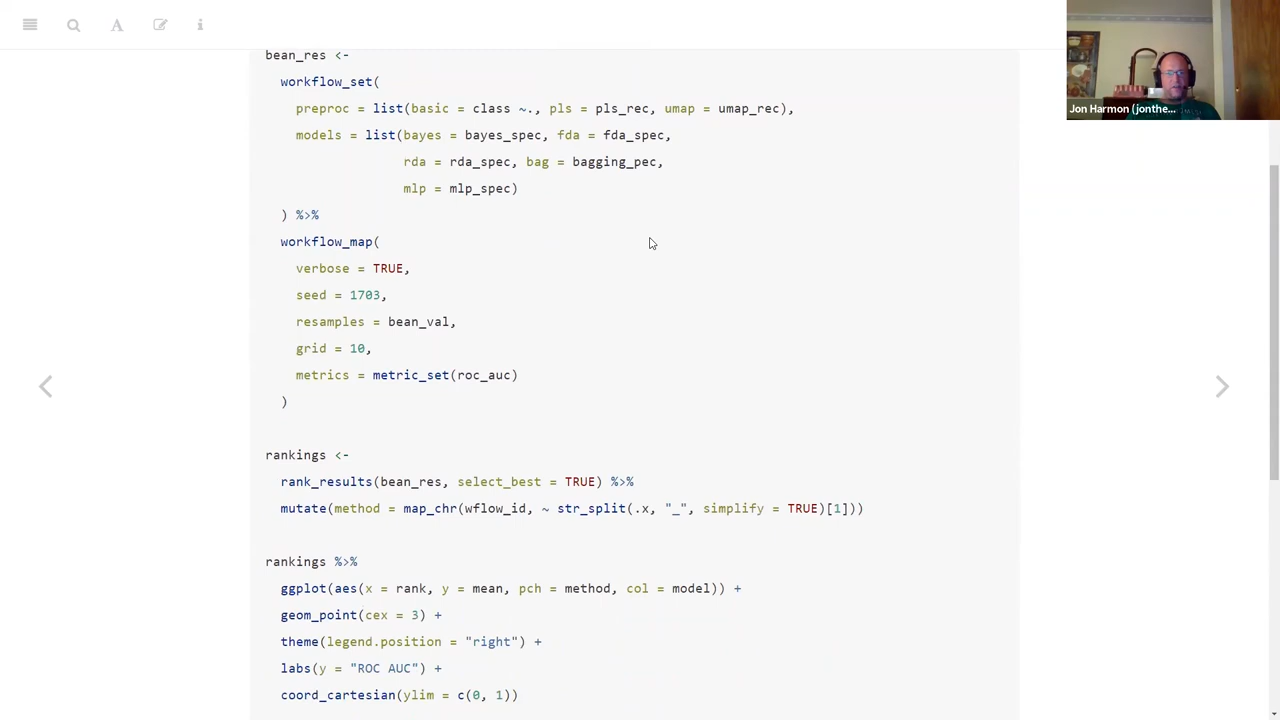 bean_res <-
workflow_set(
preproc = list(basic = class ~., pls = pls_rec, umap = umap_rec),
models = list(bayes = bayes_spec, fda = fda_spec,
rda = rda_spec, bag = bagging_pec,
mlp = mlp_spec)
) %>%
workflow_map(
verbose = TRUE,
seed = 1703,
resamples = bean_val,
grid = 10,
metrics = metric_set(roc_auc)
)
rankings <-
rank_results(bean_res, select_best = TRUE) %>%
mutate(method = map_chr(wflow_id, ~ str_split(.x, "_", simplify = TRUE)[1]))
rankings %>%
ggplot(aes(x = rank, y = mean, pch = method, col = model)) +
geom_point(cex = 3) +
theme(legend.position = "right") +
labs(y = "ROC AUC") +
coord_cartesian(ylim = c(0, 1))
Jon Harmon (jonthe...